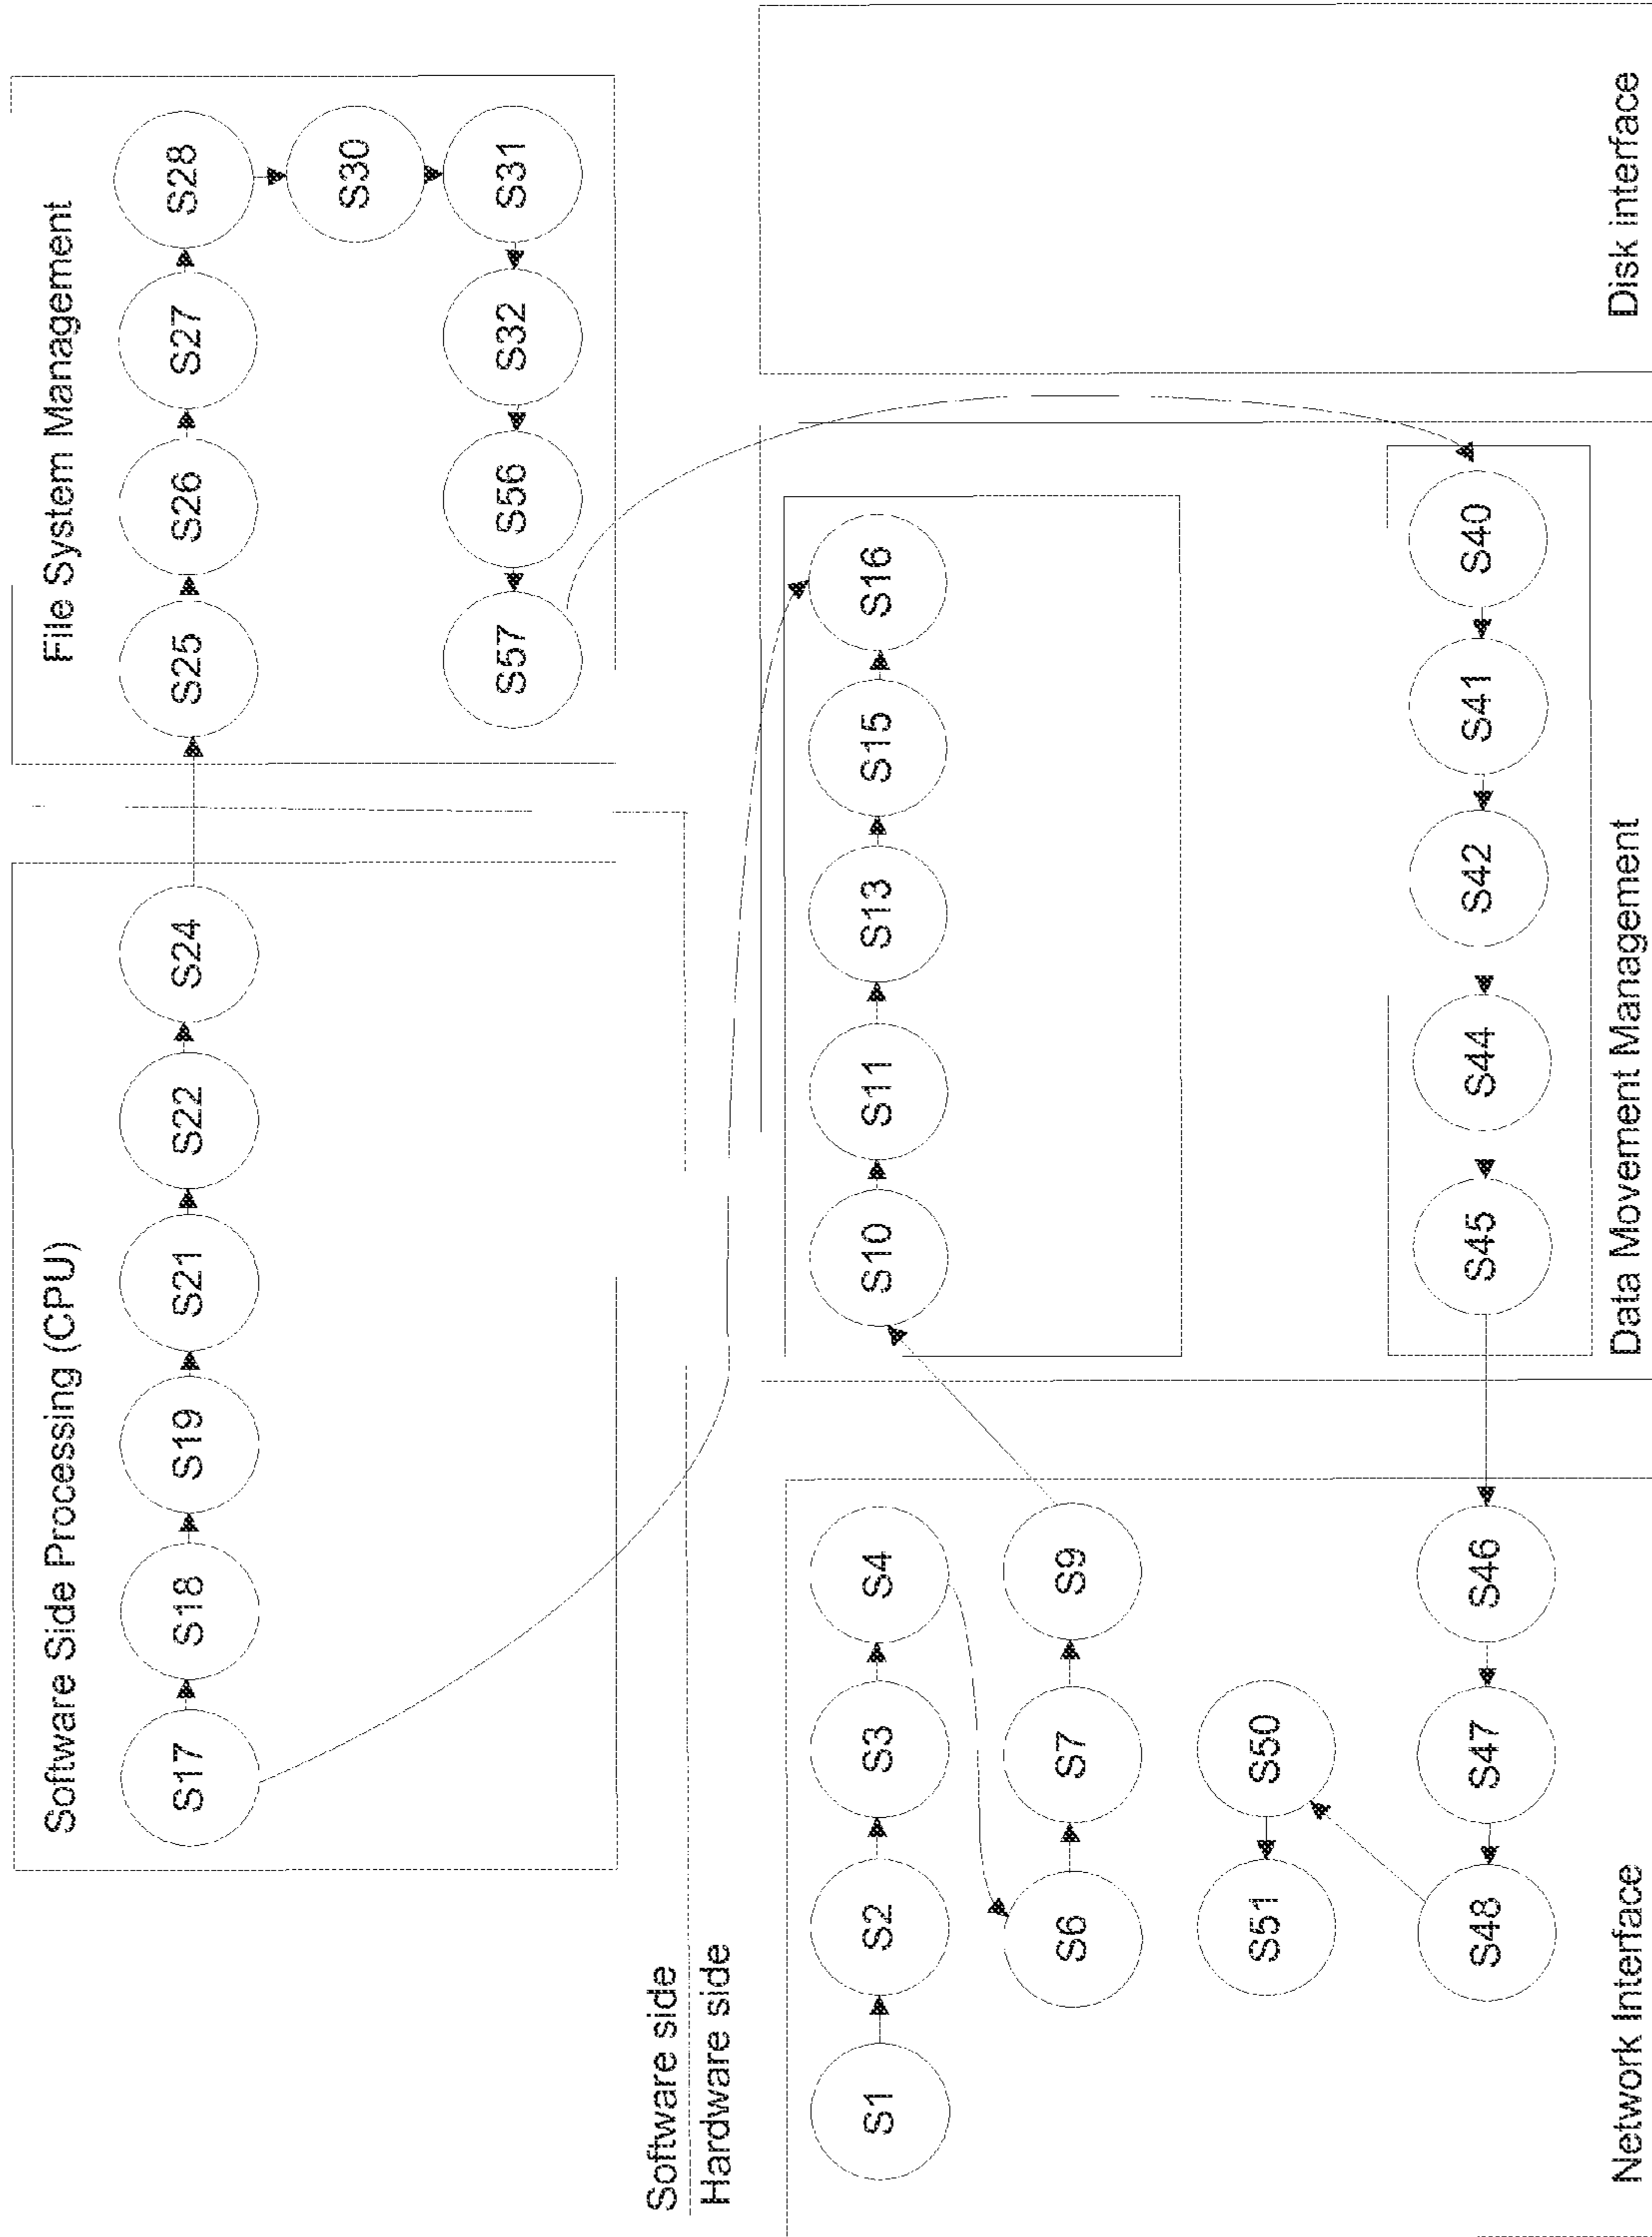 Software Side Processing (CPU)
S17
S18
S19
S21
S22
S24
File System Management
S25
S26
S27
S28
S30
S31
S32
S56
S57
Software side
Hardware side
S1
S2
S3
S4
S6
S7
S9
S50
S51
S46
S47
S48
Network Interface
S10
S11
S13
S15
S16
S45
S44
S42
S41
S40
Data Movement Management
Disk interface